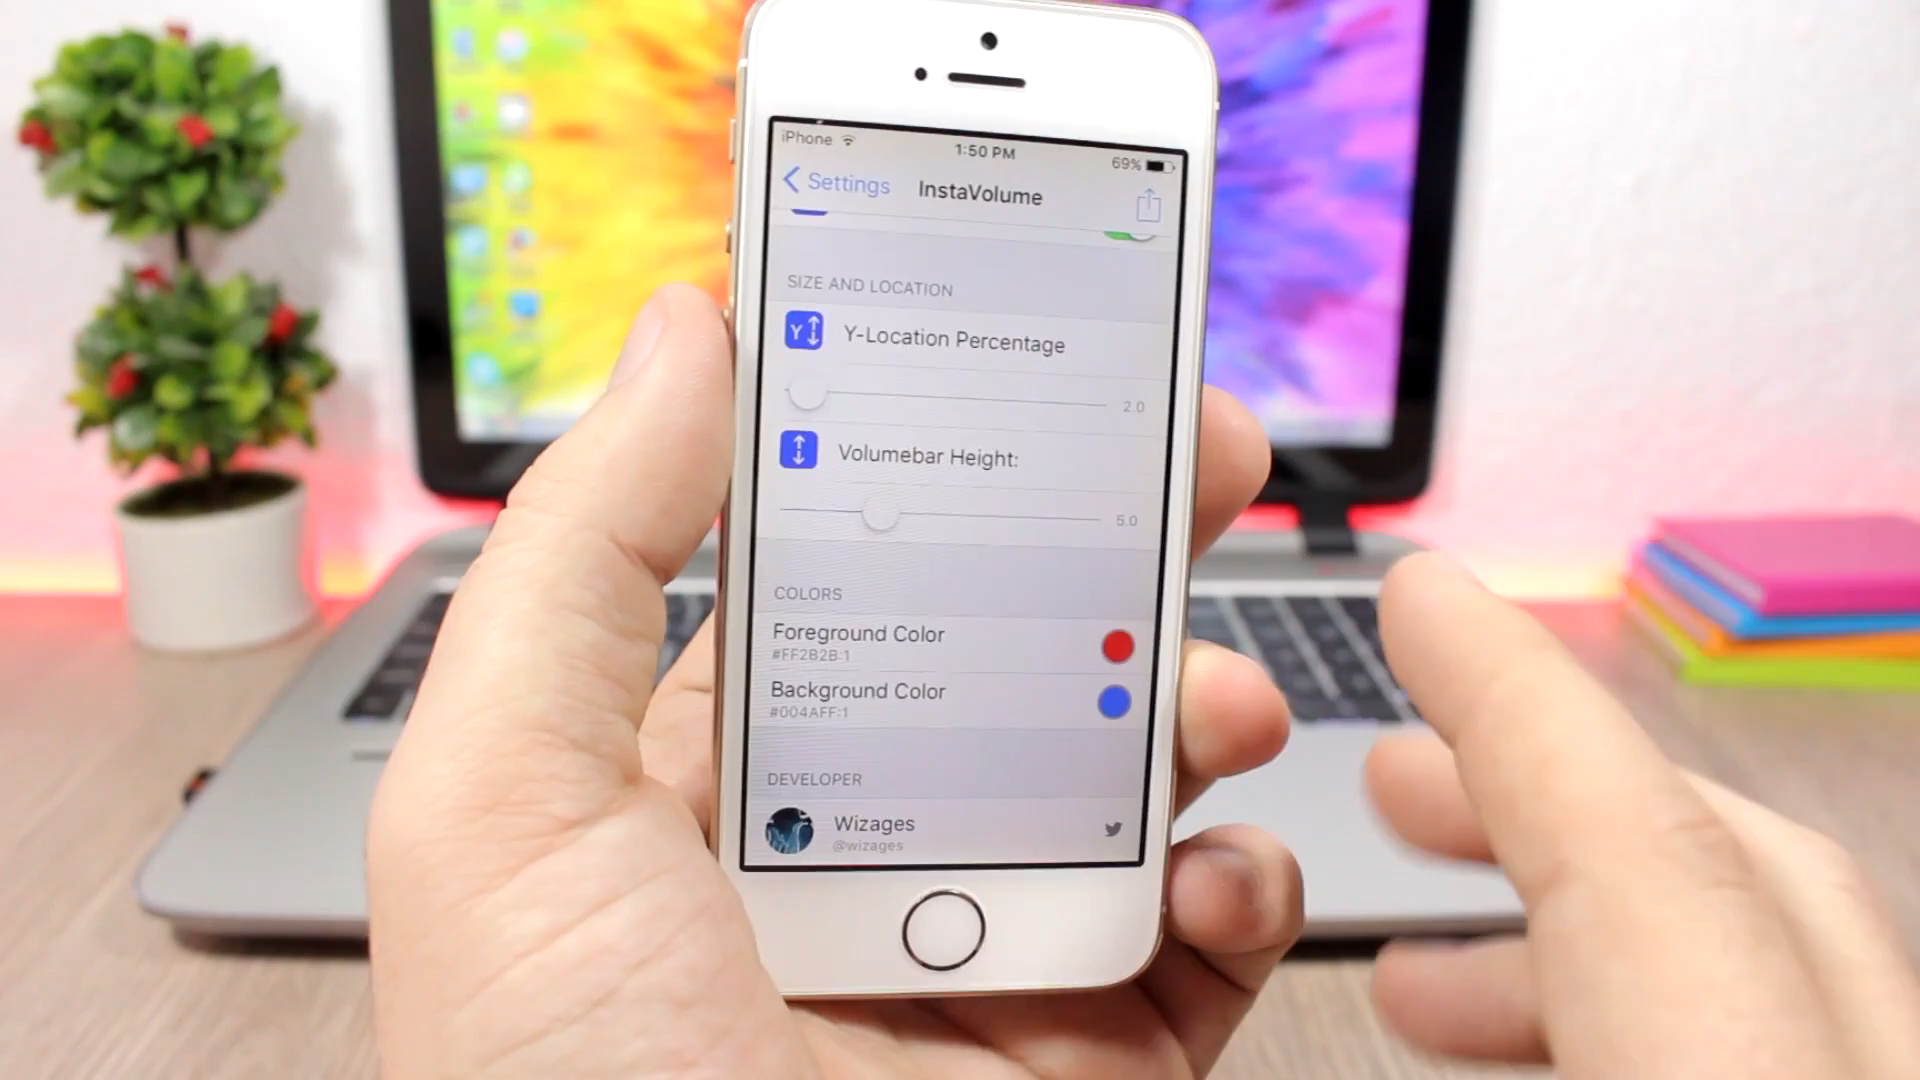 iPhone
1:50 PM
69%
Settings
InstaVolume
SIZE AND LOCATION
Y
Y-Location Percentage
2.0
Volumebar Height:
5.0
COLORS
Foreground Color
#FF2B2B:1
Background Color
#004AFF:1
DEVELOPER
Wizages
@wizages